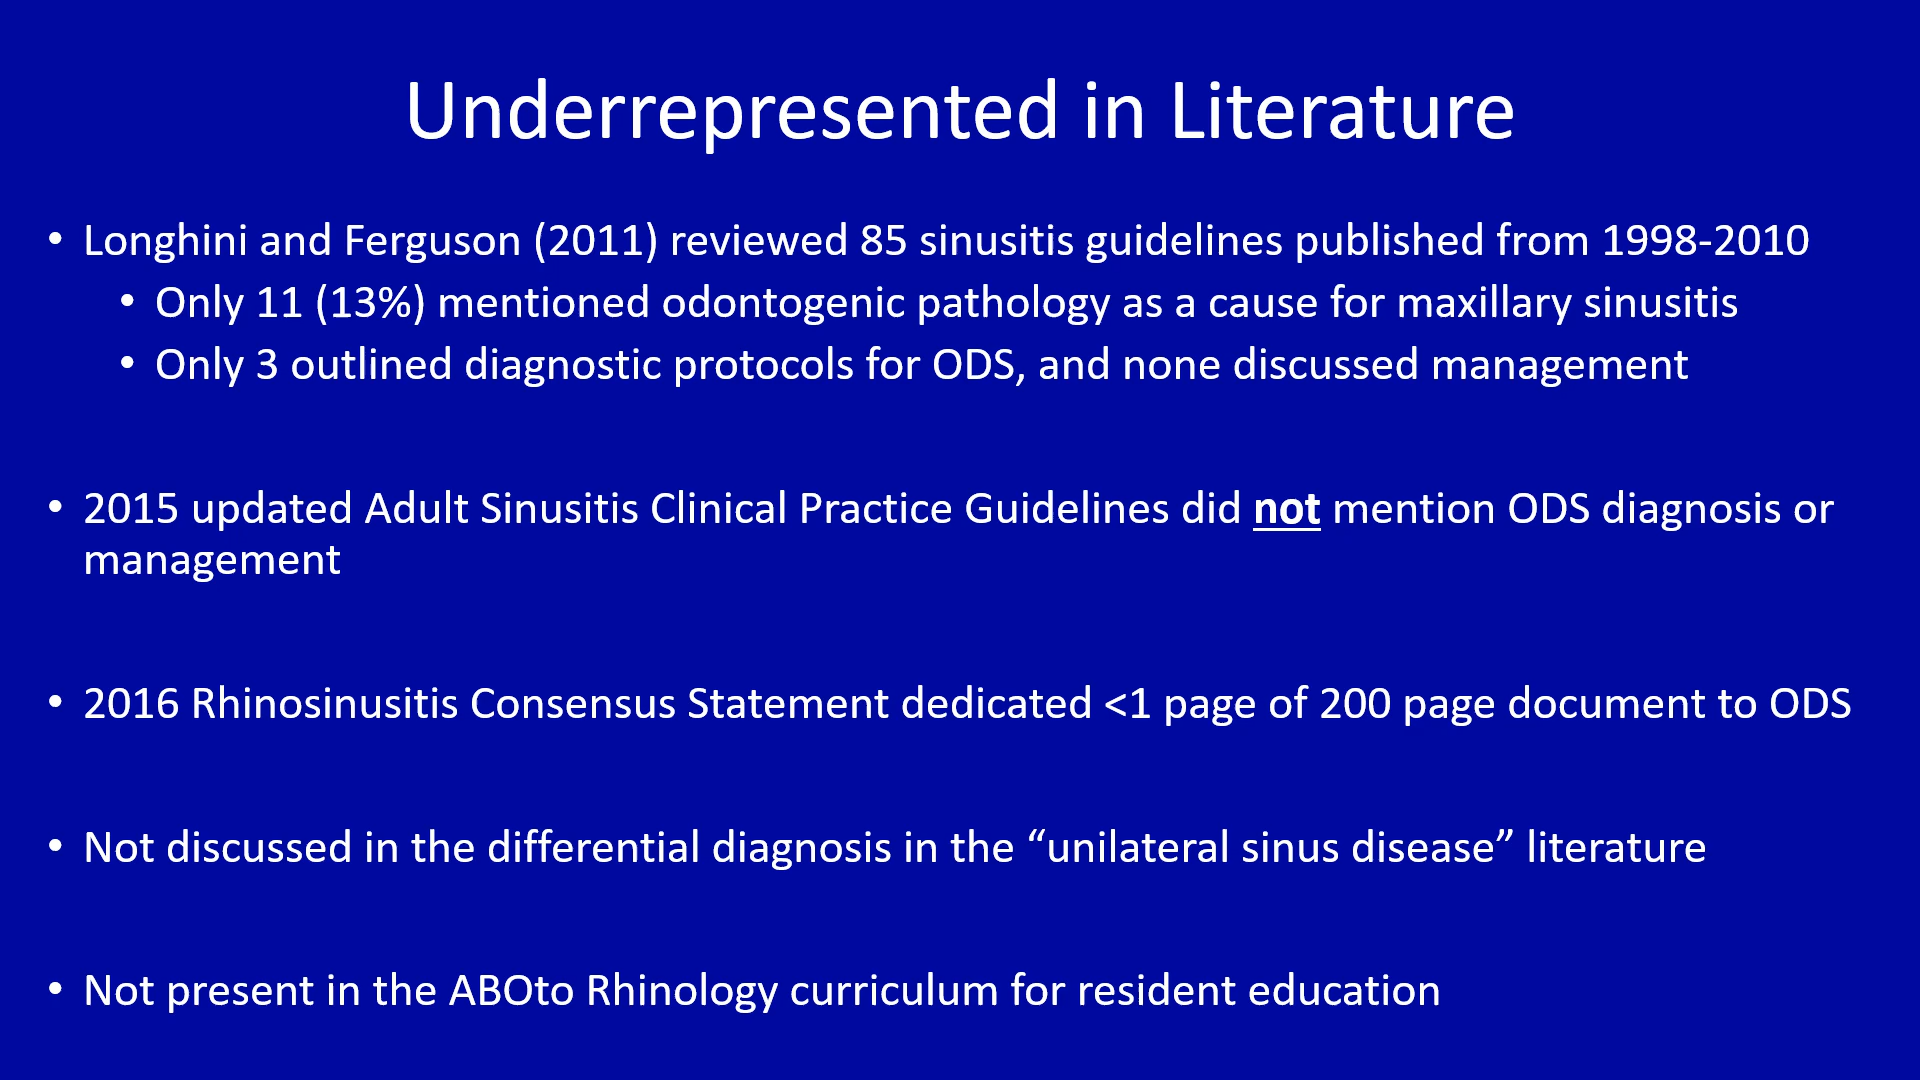 Underrepresented in Literature
• Longhini and Ferguson (2011) reviewed 85 sinusitis guidelines published from 1998-2010
• Only 11 (13%) mentioned odontogenic pathology as a cause for maxillary sinusitis
• Only 3 outlined diagnostic protocols for ODS, and none discussed management
• 2015 updated Adult Sinusitis Clinical Practice Guidelines did not mention ODS diagnosis or
management
• 2016 Rhinosinusitis Consensus Statement dedicated <1 page of 200 page document to ODS
• Not discussed in the differential diagnosis in the “unilateral sinus disease” literature
• Not present in the ABOto Rhinology curriculum for resident education